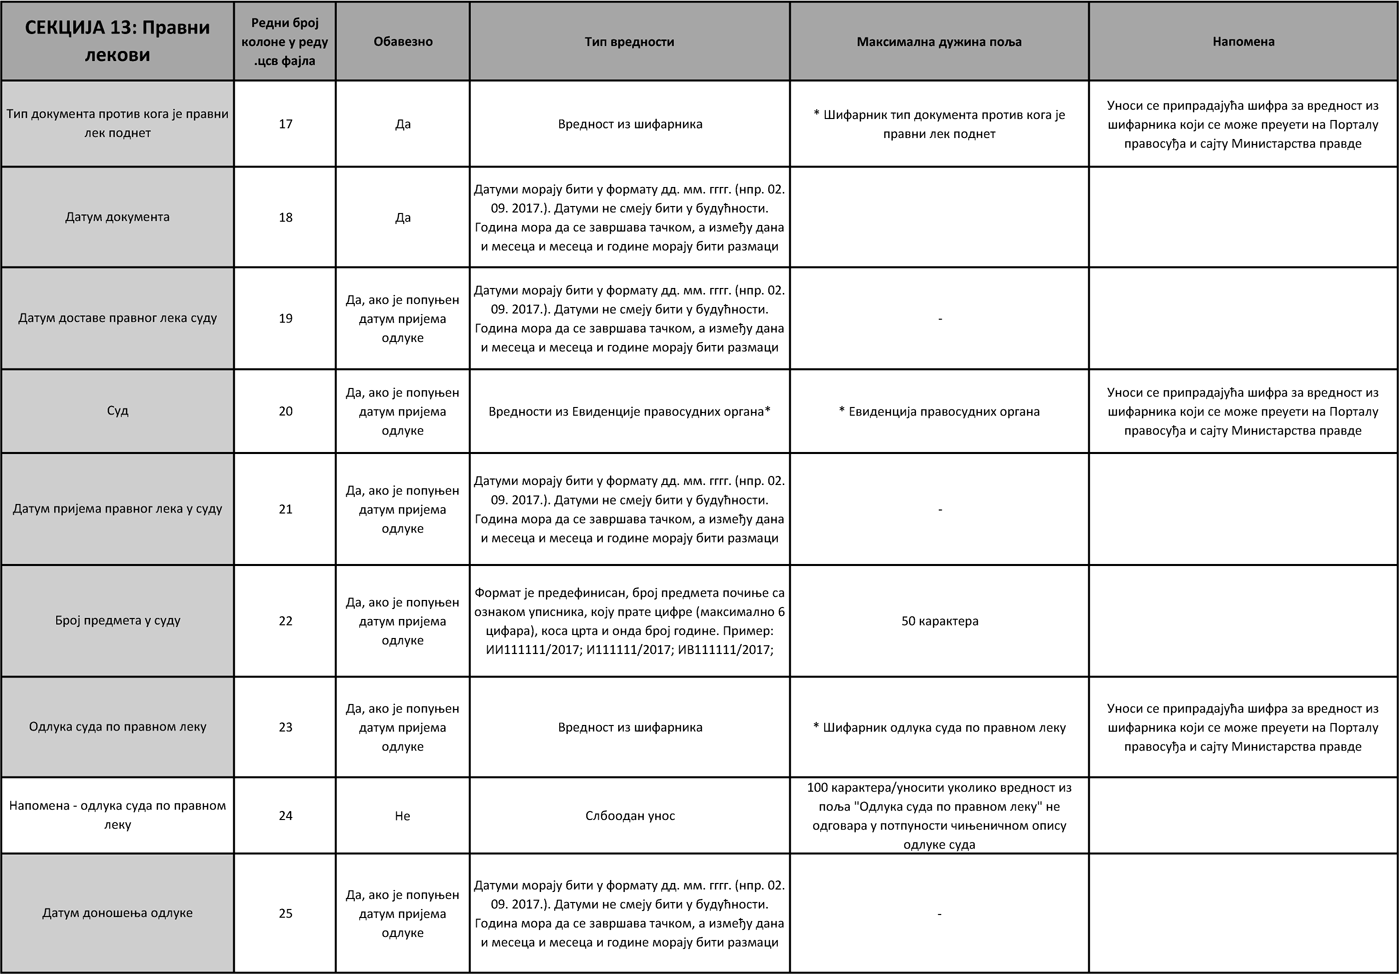 СЕКЦИЈА 13: Правни
лекови
Редни број
колоне у реду
.цсв фајла
Обавезно
Тип вредности
Максимална дужина поља
Напомена
Тип документа против кога је правни
лек поднет
17
Да
Вредност из шифарника
* Шифарник тип документа против кога је
правни лек поднет
Уноси се припрадајућа шифра за вредност из
шифарника који се може преуети на Порталу
правосуђа и сајту Министарства правде
Датум документа
18
Да
Датуми морају бити у формату дд. мм. гггг. (нпр. 02.
09. 2017.). Датуми не смеју бити у будућности.
Година мора да се завршава тачком, а између дана
и месеца и месеца и године морају бити размаци
Датум доставе правног лека суду
19
Да, ако је попуњен
датум пријема
одлуке
Датуми морају бити у формату дд. мм. гггг. (нпр. 02.
09. 2017.). Датуми не смеју бити у будућности.
Година мора да се завршава тачком, а између дана
и месеца и месеца и године морају бити размаци
-
Суд
20
Да, ако је попуњен
датум пријема
одлуке
Вредности из Евиденције правосудних органа*
* Евиденција правосудних органа
Уноси се припрадајућа шифра за вредност из
шифарника који се може преуети на Порталу
правосуђа и сајту Министарства правде
Датум пријема правног лека у суду
21
Да, ако је попуњен
датум пријема
одлуке
Датуми морају бити у формату дд. мм. гггг. (нпр. 02.
09. 2017.). Датуми не смеју бити у будућности.
Година мора да се завршава тачком, а између дана
и месеца и месеца и године морају бити размаци
-
Број предмета у суду
22
Да, ако је попуњен
датум пријема
одлуке
Формат је предефинисан, број предмета почиње са
ознаком уписника, коју прате цифре (максимално 6
цифара), коса црта и онда број године. Пример:
ИИ111111/2017; И111111/2017; ИВ111111/2017;
50 карактера
Одлука суда по правном леку
23
Да, ако је попуњен
датум пријема
одлуке
Вредност из шифарника
* Шифарник одлука суда по правном леку
Уноси се припрадајућа шифра за вредност из
шифарника који се може преуети на Порталу
правосуђа и сајту Министарства правде
Напомена - одлука суда по правном
леку
24
Не
Слбоодан унос
100 карактера/уносити уколико вредност из
поља "Одлука суда по правном леку" не
одговара у потпуности чињеничном опису
одлуке суда
Датум доношења одлуке
25
Да, ако је попуњен
датум пријема
одлуке
Датуми морају бити у формату дд. мм. гггг. (нпр. 02.
09. 2017.). Датуми не смеју бити у будућности.
Година мора да се завршава тачком, а између дана
и месеца и месеца и године морају бити размаци
-